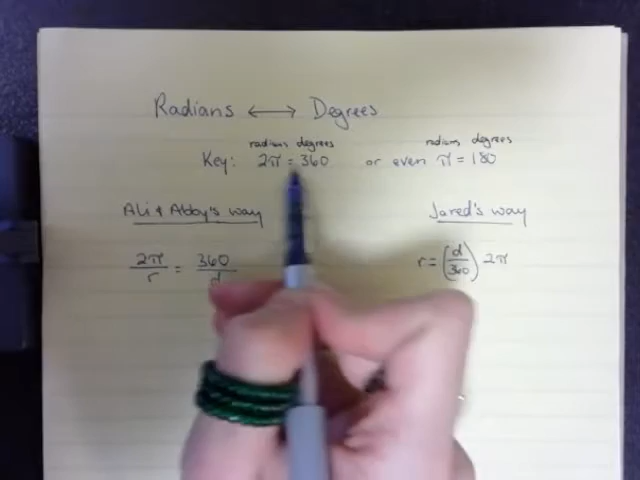 Radians ↔ Degrees
radians degrees radians degrees
Key: 2π = 360 or even π = 180
Ali & Abby's way Jared's way
2π/r = 360/d r = (d/360) 2π